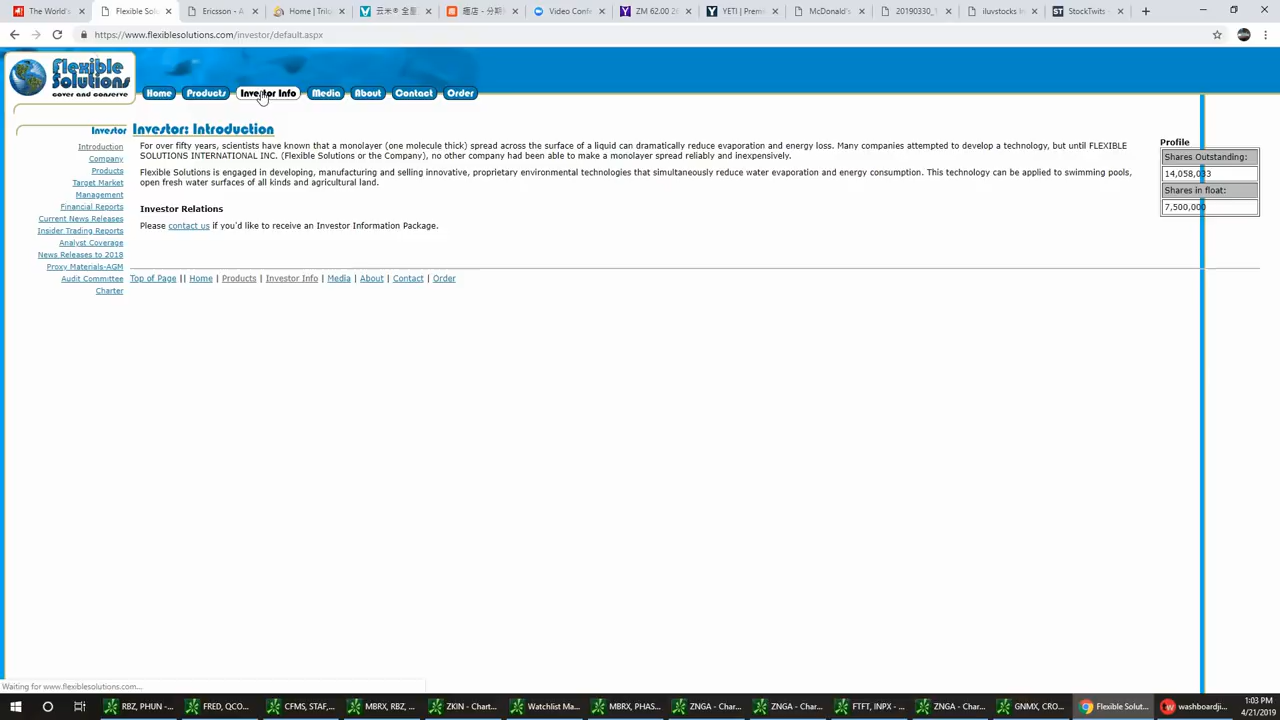 The World's
Flexible Solu
Ericsson - A
Home | Trilo
云米® 全屋
Video Conf
ZM 62.00 2
YETI | Premi
McDonald's
20190330_1
iluvstocks In
StockTwits -
https://www.flexiblesolutions.com/investor/default.aspx
Flexible
Solutions
cover and conserve
Home
Products
Investor Info
Media
About
Contact
Order
Investor
Introduction
Company
Products
Target Market
Management
Financial Reports
Current News Releases
Insider Trading Reports
Analyst Coverage
News Releases to 2018
Proxy Materials-AGM
Audit Committee
Charter
Investor: Introduction
For over fifty years, scientists have known that a monolayer (one molecule thick) spread across the surface of a liquid can dramatically reduce evaporation and energy loss. Many companies attempted to develop a technology, but until FLEXIBLE
SOLUTIONS INTERNATIONAL INC. (Flexible Solutions or the Company), no other company had been able to make a monolayer spread reliably and inexpensively.
Flexible Solutions is engaged in developing, manufacturing and selling innovative, proprietary environmental technologies that simultaneously reduce water evaporation and energy consumption. This technology can be applied to swimming pools,
open fresh water surfaces of all kinds and agricultural land.
Investor Relations
Please contact us if you'd like to receive an Investor Information Package.
Top of Page || Home | Products | Investor Info | Media | About | Contact | Order
Profile
Shares Outstanding:
14,058,033
Shares in float:
7,500,000
Waiting for www.flexiblesolutions.com...
RBZ, PHUN -...
FRED, QCO...
CFMS, STAF,...
MBRX, RBZ, ...
ZKIN - Chart...
Watchlist Ma...
MBRX, PHAS...
ZNGA - Char...
ZNGA - Char...
FTFT, INPX - ...
ZNGA - Char...
GNMX, CRO...
Flexible Solut...
washboardji...
1:03 PM
4/21/2019